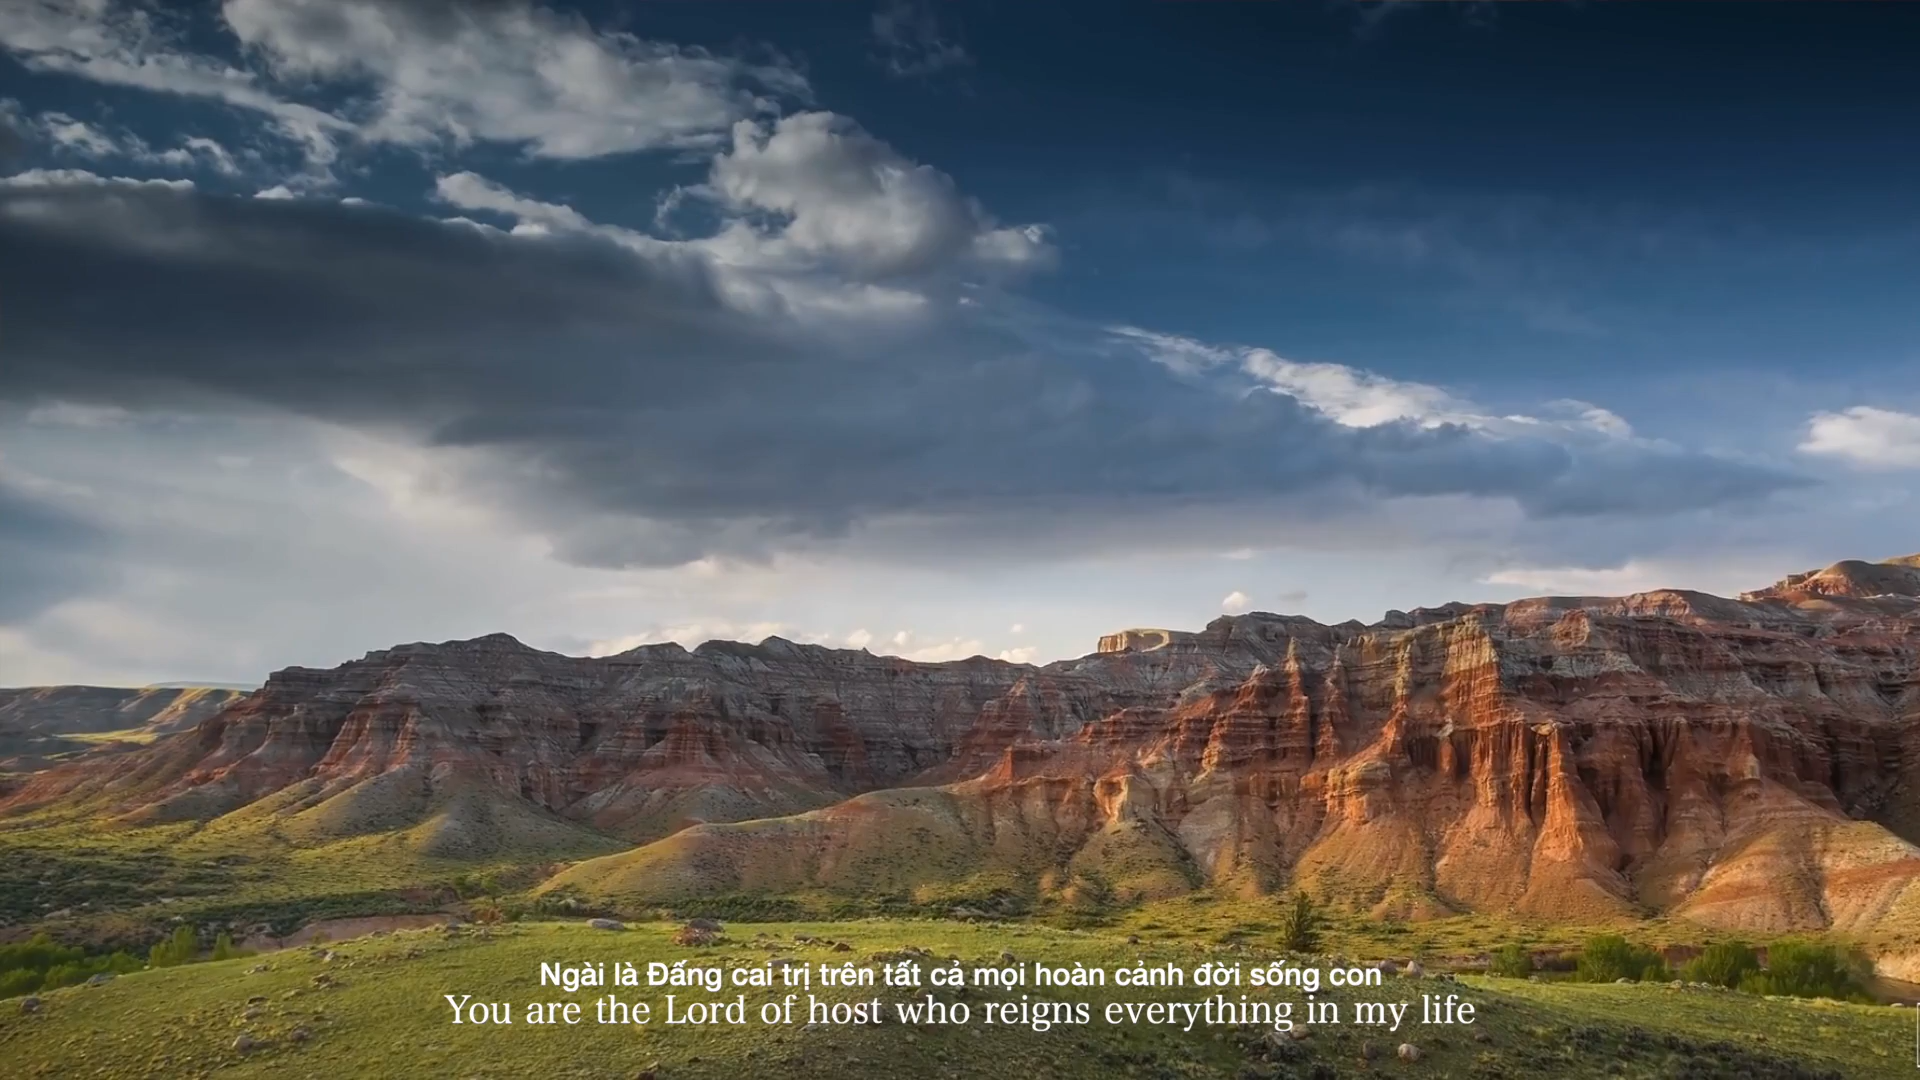 Ngài là Đấng cai trị trên tất cả mọi hoàn cảnh đời sống con
You are the Lord of host who reigns everything in my life